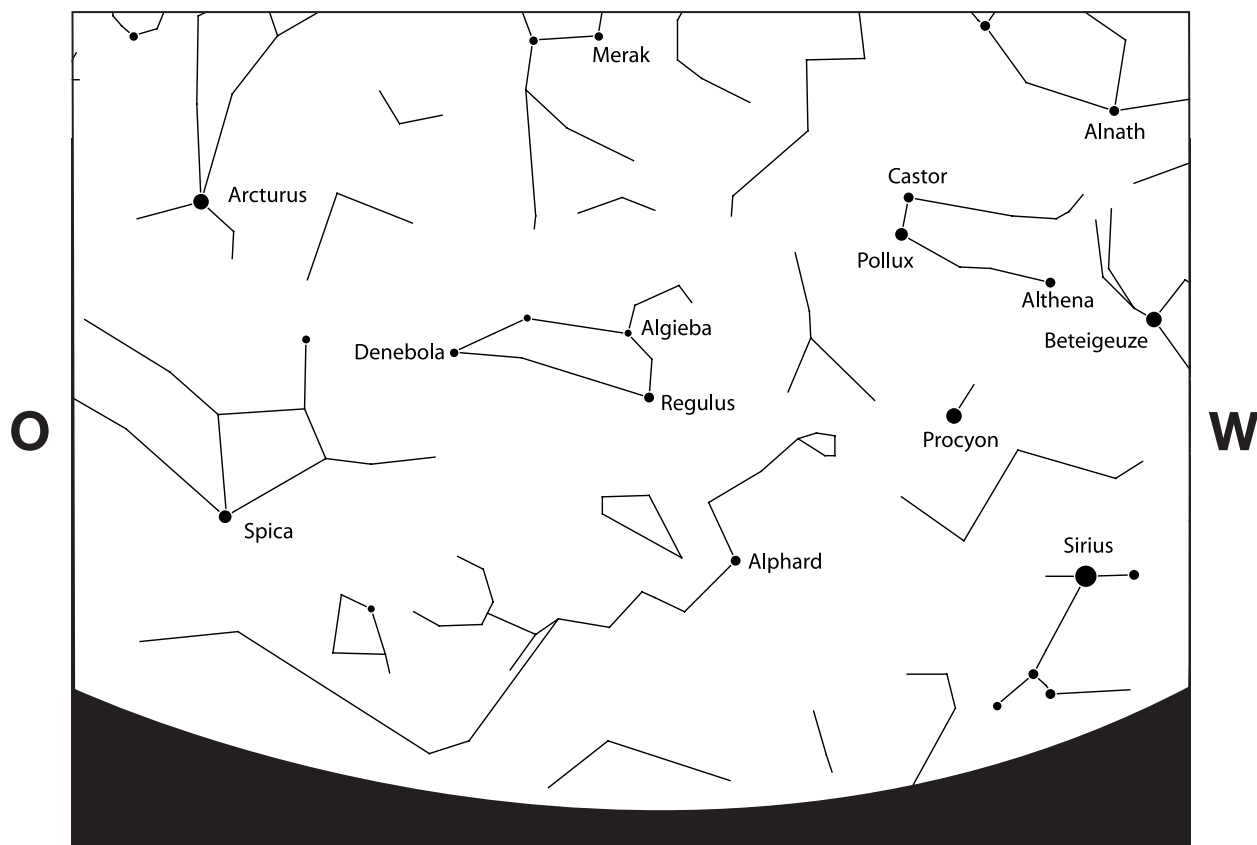 Merak
Alnath
Castor
Arcturus
Pollux
Althena
Algieba
Beteigeuze
Denebola
Regulus
O
W
Procyon
Spica
Sirius
Alphard